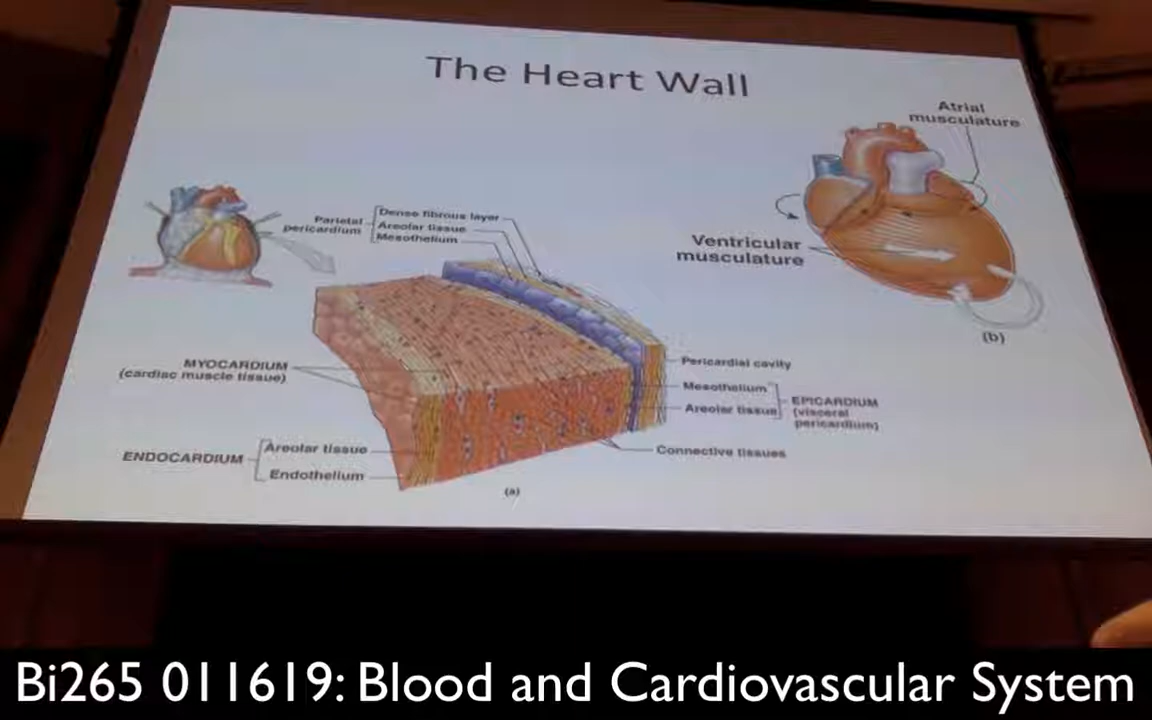 The Heart Wall
Atrial
musculature
Parietal
pericardium
Dense fibrous layer
Areolar tissue
Mesothelium
Ventricular
musculature
(b)
MYOCARDIUM
(cardiac muscle tissue)
Pericardial cavity
Mesothelium
Areolar tissue
EPICARDIUM
(visceral
pericardium)
ENDOCARDIUM
Areolar tissue
Endothelium
Connective tissues
(a)
Bi265 011619: Blood and Cardiovascular System